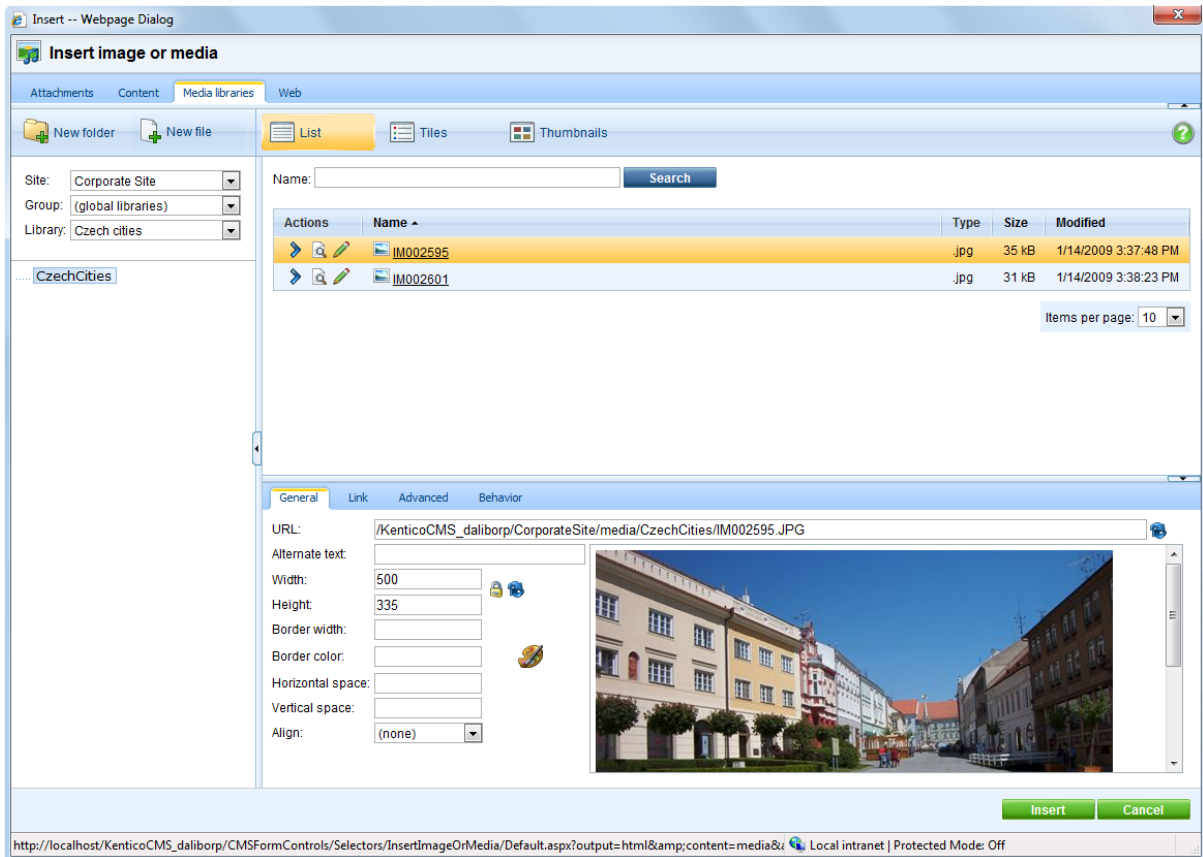 Insert -- Webpage Dialog
x
Insert image or media
Attachments Content Media libraries Web
New folder New file List Tiles Thumbnails ?
Site: Corporate Site
Name: Search
Group: (global libraries)
Library: Czech cities
Actions Name Type Size Modified
IM002595 .jpg 35 kB 1/14/2009 3:37:48 PM
CzechCities
IM002601 .jpg 31 kB 1/14/2009 3:38:23 PM
Items per page: 10
General Link Advanced Behavior
URL: /KenticoCMS_daliborp/CorporateSite/media/CzechCities/IM002595.JPG
Alternate text:
Width: 500
Height: 335
Border width:
Border color:
Horizontal space:
Vertical space:
Align: (none)
Insert Cancel
http://localhost/KenticoCMS_daliborp/CMSFormControls/Selectors/InsertImageOrMedia/Default.aspx?output=html&amp;content=media&a Local intranet | Protected Mode: Off